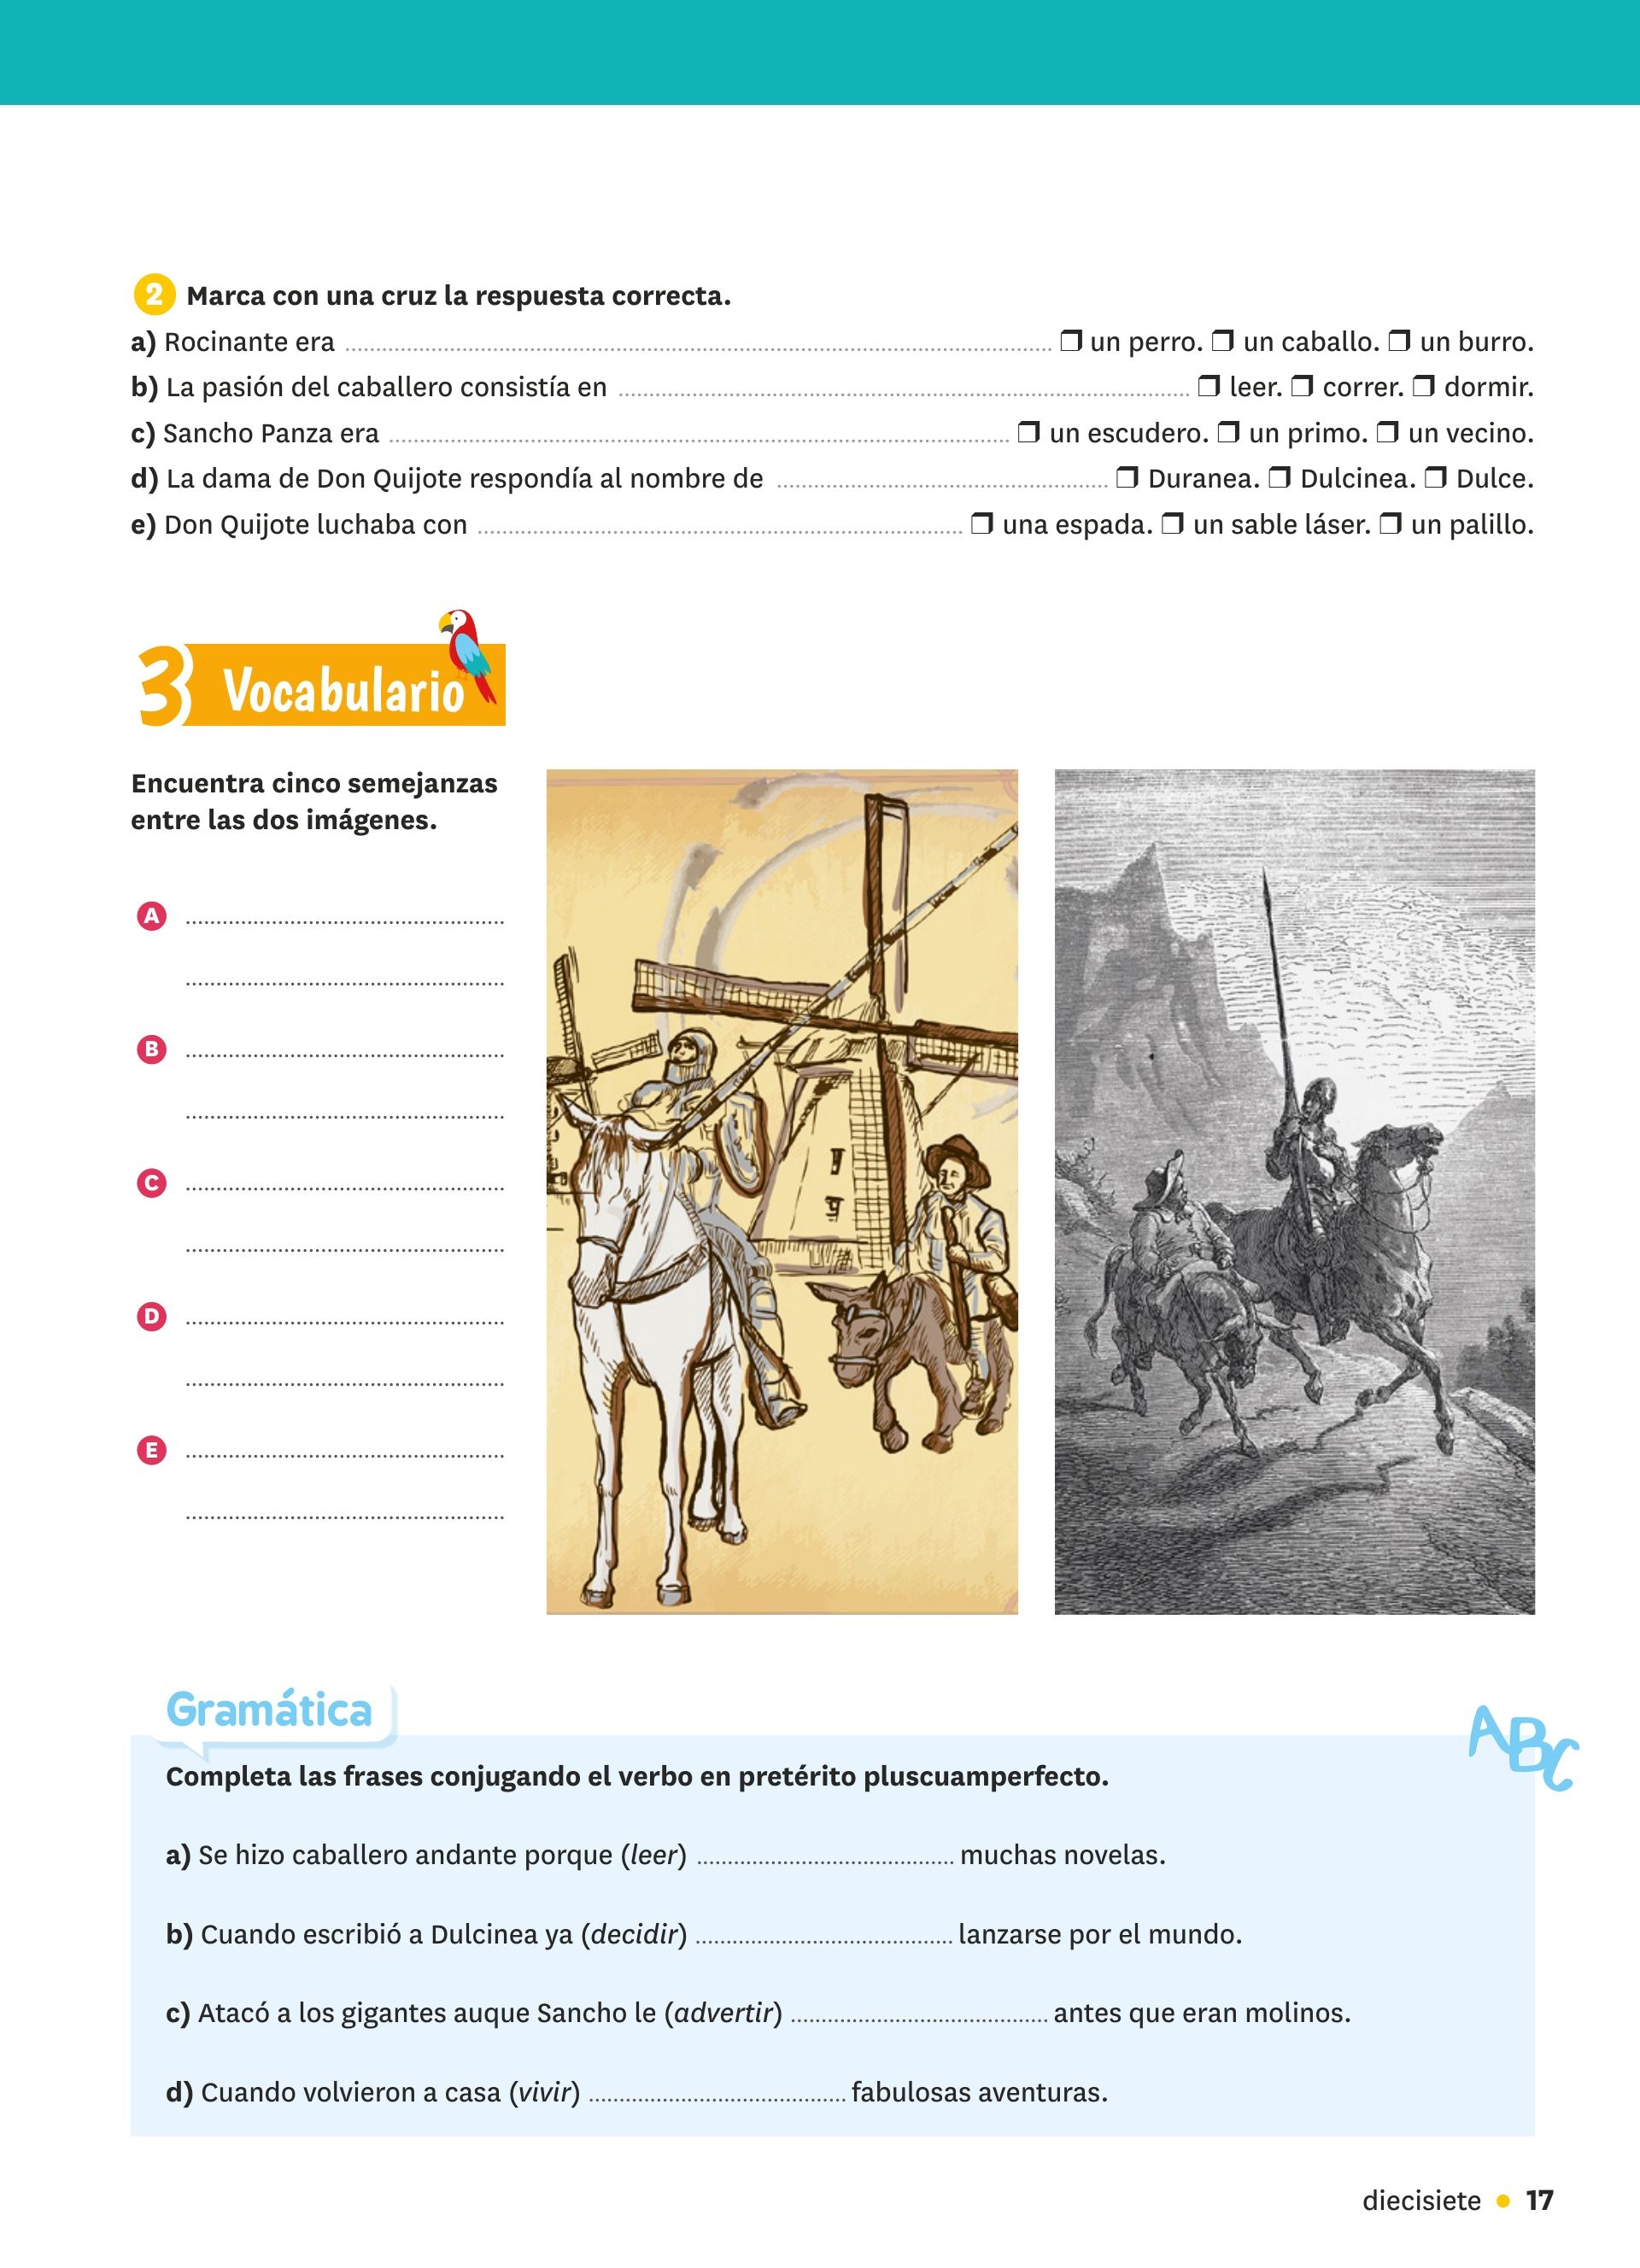 2 Marca con una cruz la respuesta correcta.
a) Rocinante era ........ ❒ un perro. ❒ un caballo. ❒ un burro.
b) La pasión del caballero consistía en ........ ❒ leer. ❒ correr. ❒ dormir.
c) Sancho Panza era ........ ❒ un escudero. ❒ un primo. ❒ un vecino.
d) La dama de Don Quijote respondía al nombre de ........ ❒ Duranea. ❒ Dulcinea. ❒ Dulce.
e) Don Quijote luchaba con ........ ❒ una espada. ❒ un sable láser. ❒ un palillo.
3 Vocabulario
Encuentra cinco semejanzas
entre las dos imágenes.
A ........
........
B ........
........
C ........
........
D ........
........
E ........
........
Gramática
ABC
Completa las frases conjugando el verbo en pretérito pluscuamperfecto.
a) Se hizo caballero andante porque (leer) ........ muchas novelas.
b) Cuando escribió a Dulcinea ya (decidir) ........ lanzarse por el mundo.
c) Atacó a los gigantes auque Sancho le (advertir) ........ antes que eran molinos.
d) Cuando volvieron a casa (vivir) ........ fabulosas aventuras.
diecisiete • 17